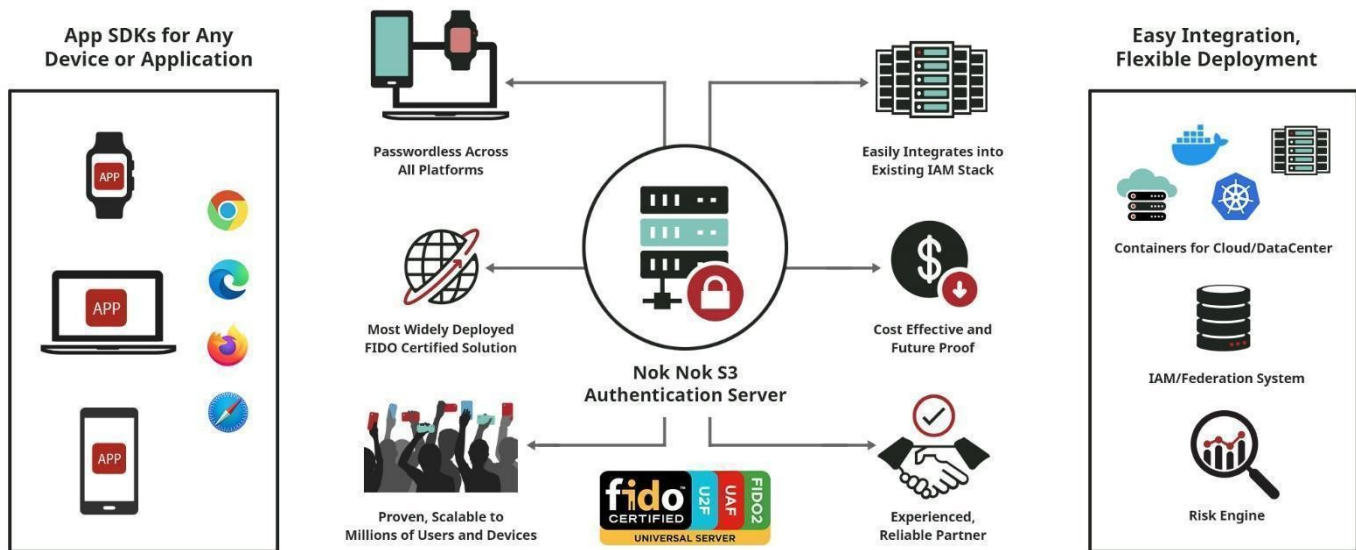 App SDKs for Any
Device or Application
APP
APP
APP
Passwordless Across
All Platforms
Most Widely Deployed
FIDO Certified Solution
Proven, Scalable to
Millions of Users and Devices
Nok Nok S3
Authentication Server
fido™
CERTIFIED
U2F
UAF
FIDO2
UNIVERSAL SERVER
Easily Integrates into
Existing IAM Stack
$
Cost Effective and
Future Proof
Experienced,
Reliable Partner
Easy Integration,
Flexible Deployment
Containers for Cloud/DataCenter
IAM/Federation System
Risk Engine